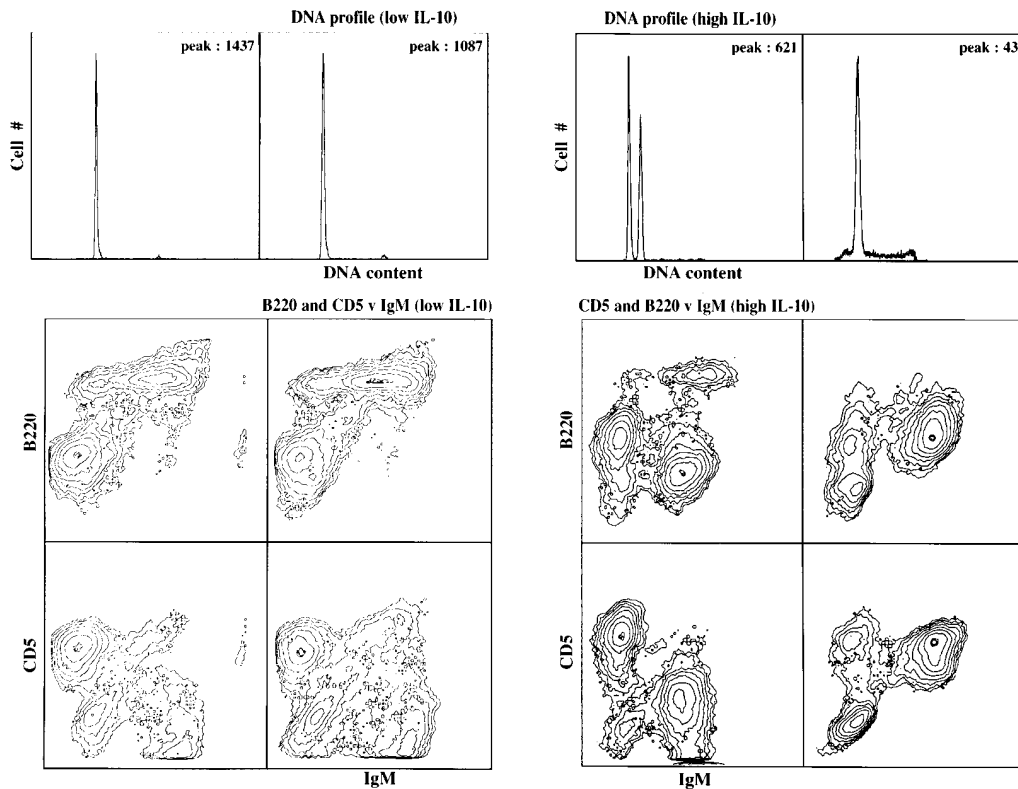 DNA profile (low IL-10)
DNA profile (high IL-10)
peak : 1437
peak : 1087
peak : 621
peak : 43
Cell #
Cell #
DNA content
DNA content
B220 and CD5 v IgM (low IL-10)
CD5 and B220 v IgM (high IL-10)
B220
B220
CD5
CD5
IgM
IgM